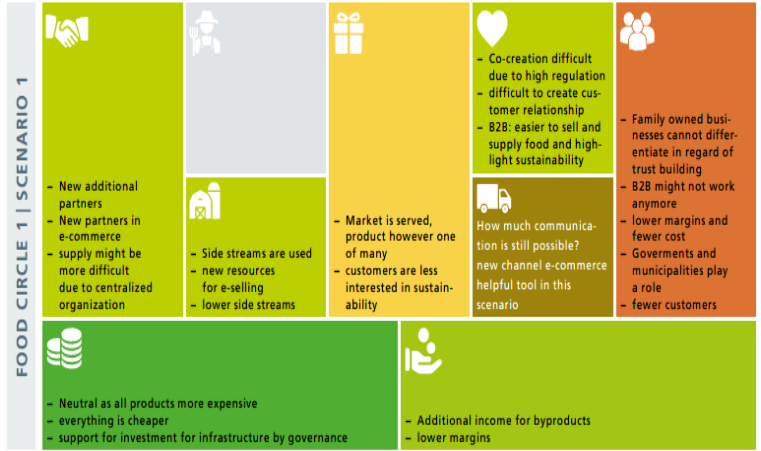 FOOD CIRCLE 1 | SCENARIO 1
– New additional
partners
– New partners in
e-commerce
– supply might be
more difficult
due to centralized
organization
– Side streams are used
– new resources
for e-selling
– lower side streams
– Market is served,
product however one
of many
– customers are less
interested in sustain-
ability
– Co-creation difficult
due to high regulation
– difficult to create cus-
tomer relationship
– B2B: easier to sell and
supply food and high-
light sustainability
How much communica-
tion is still possible?
new channel e-commerce
helpful tool in this
scenario
– Family owned busi-
nesses cannot differ-
entiate in regard of
trust building
– B2B might not work
anymore
– lower margins and
fewer cost
– Goverments and
municipalities play
a role
– fewer customers
– Neutral as all products more expensive
– everything is cheaper
– support for investment for infrastructure by governance
– Additional income for byproducts
– lower margins